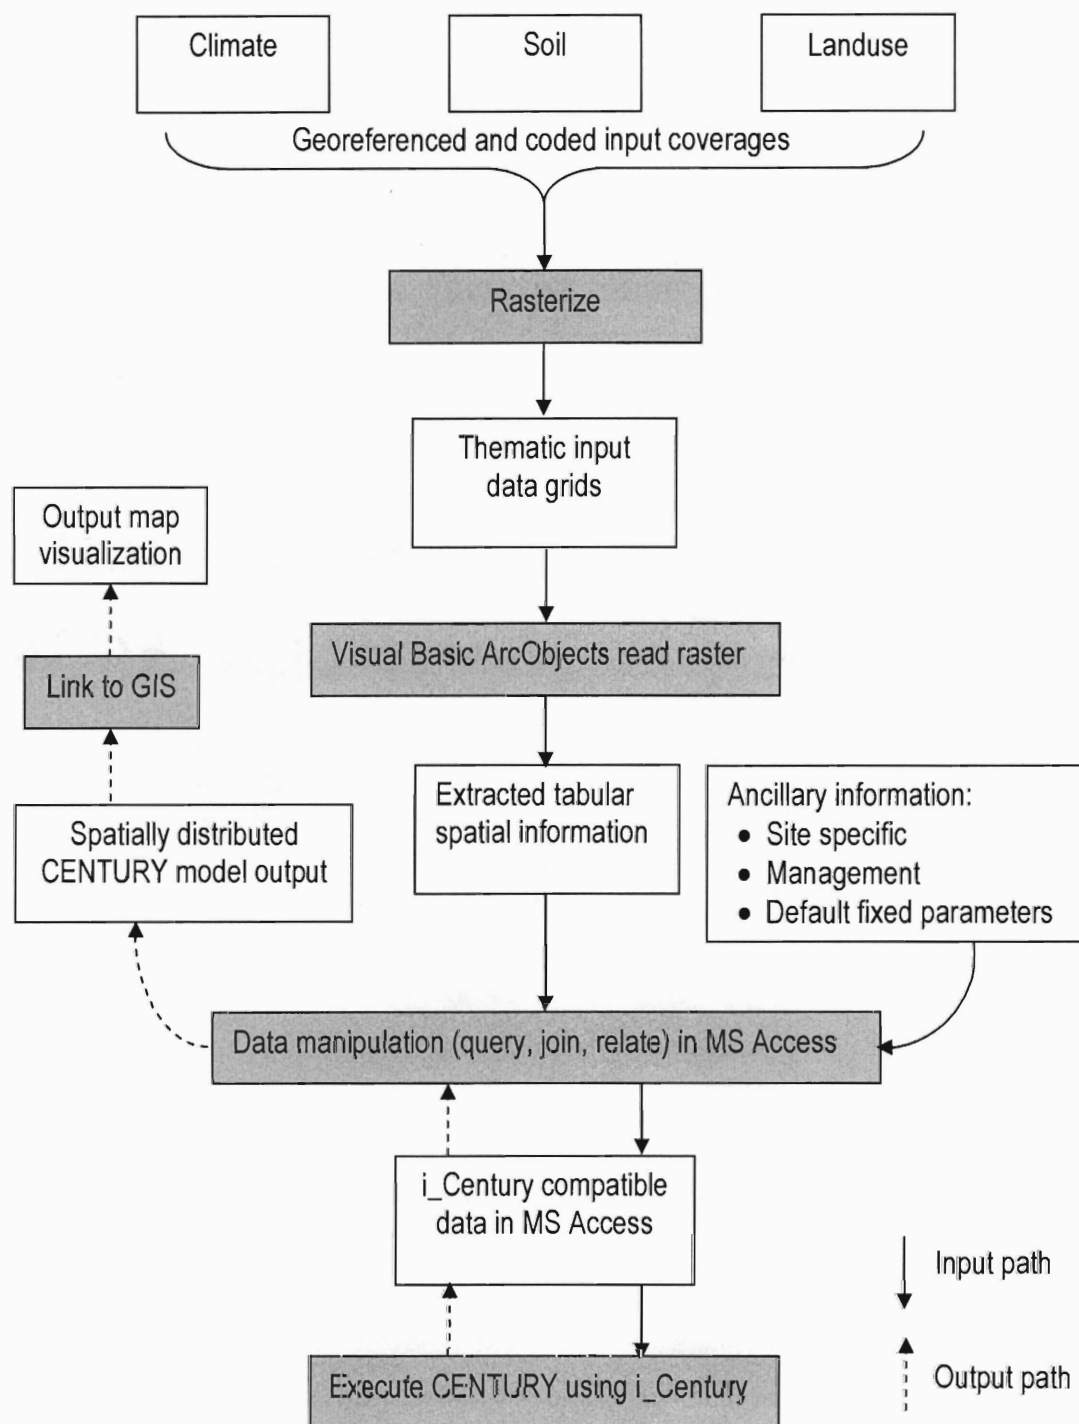 Climate
Soil
Landuse
Georeferenced and coded input coverages
Rasterize
Thematic input
data grids
Output map
visualization
Visual Basic ArcObjects read raster
Link to GIS
Extracted tabular
spatial information
Ancillary information:
• Site specific
• Management
• Default fixed parameters
Spatially distributed
CENTURY model output
Data manipulation (query, join, relate) in MS Access
i_Century compatible
data in MS Access
Input path
Output path
Execute CENTURY using i_Century